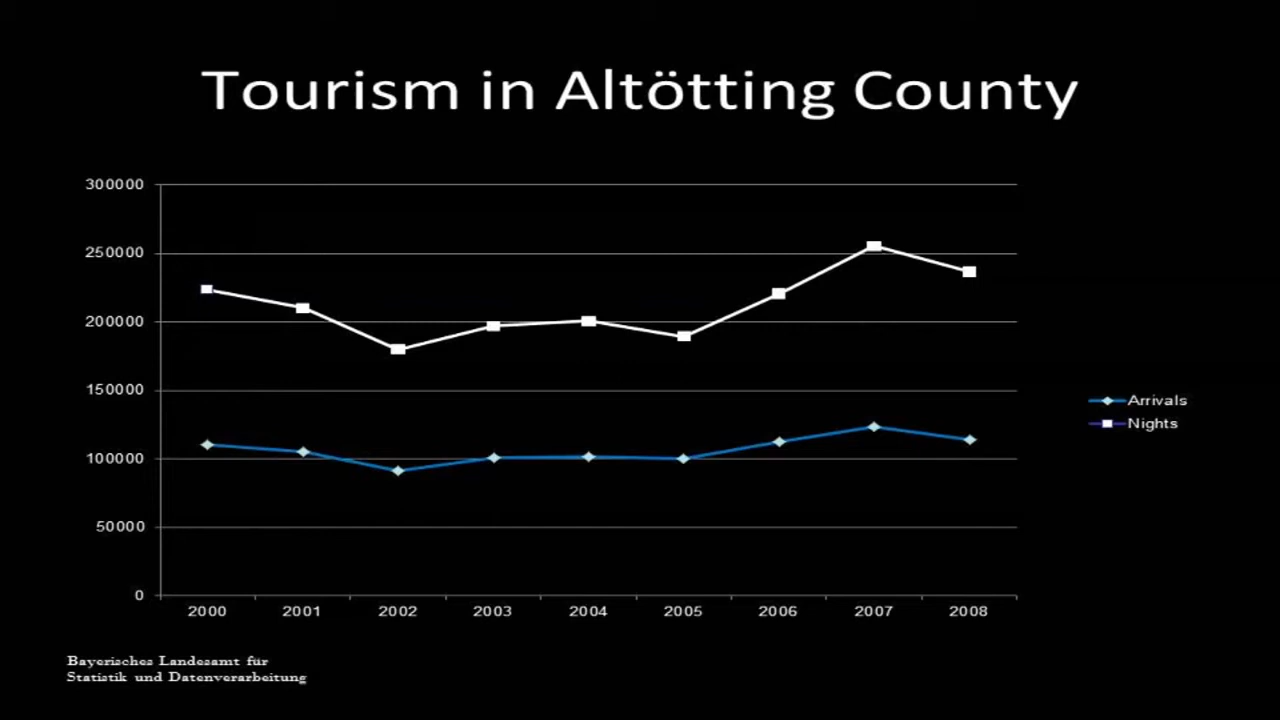 Tourism in Altötting County
300000
250000
200000
150000
100000
50000
0
2000 2001 2002 2003 2004 2005 2006 2007 2008
Arrivals
Nights
Bayerisches Landesamt für
Statistik und Datenverarbeitung